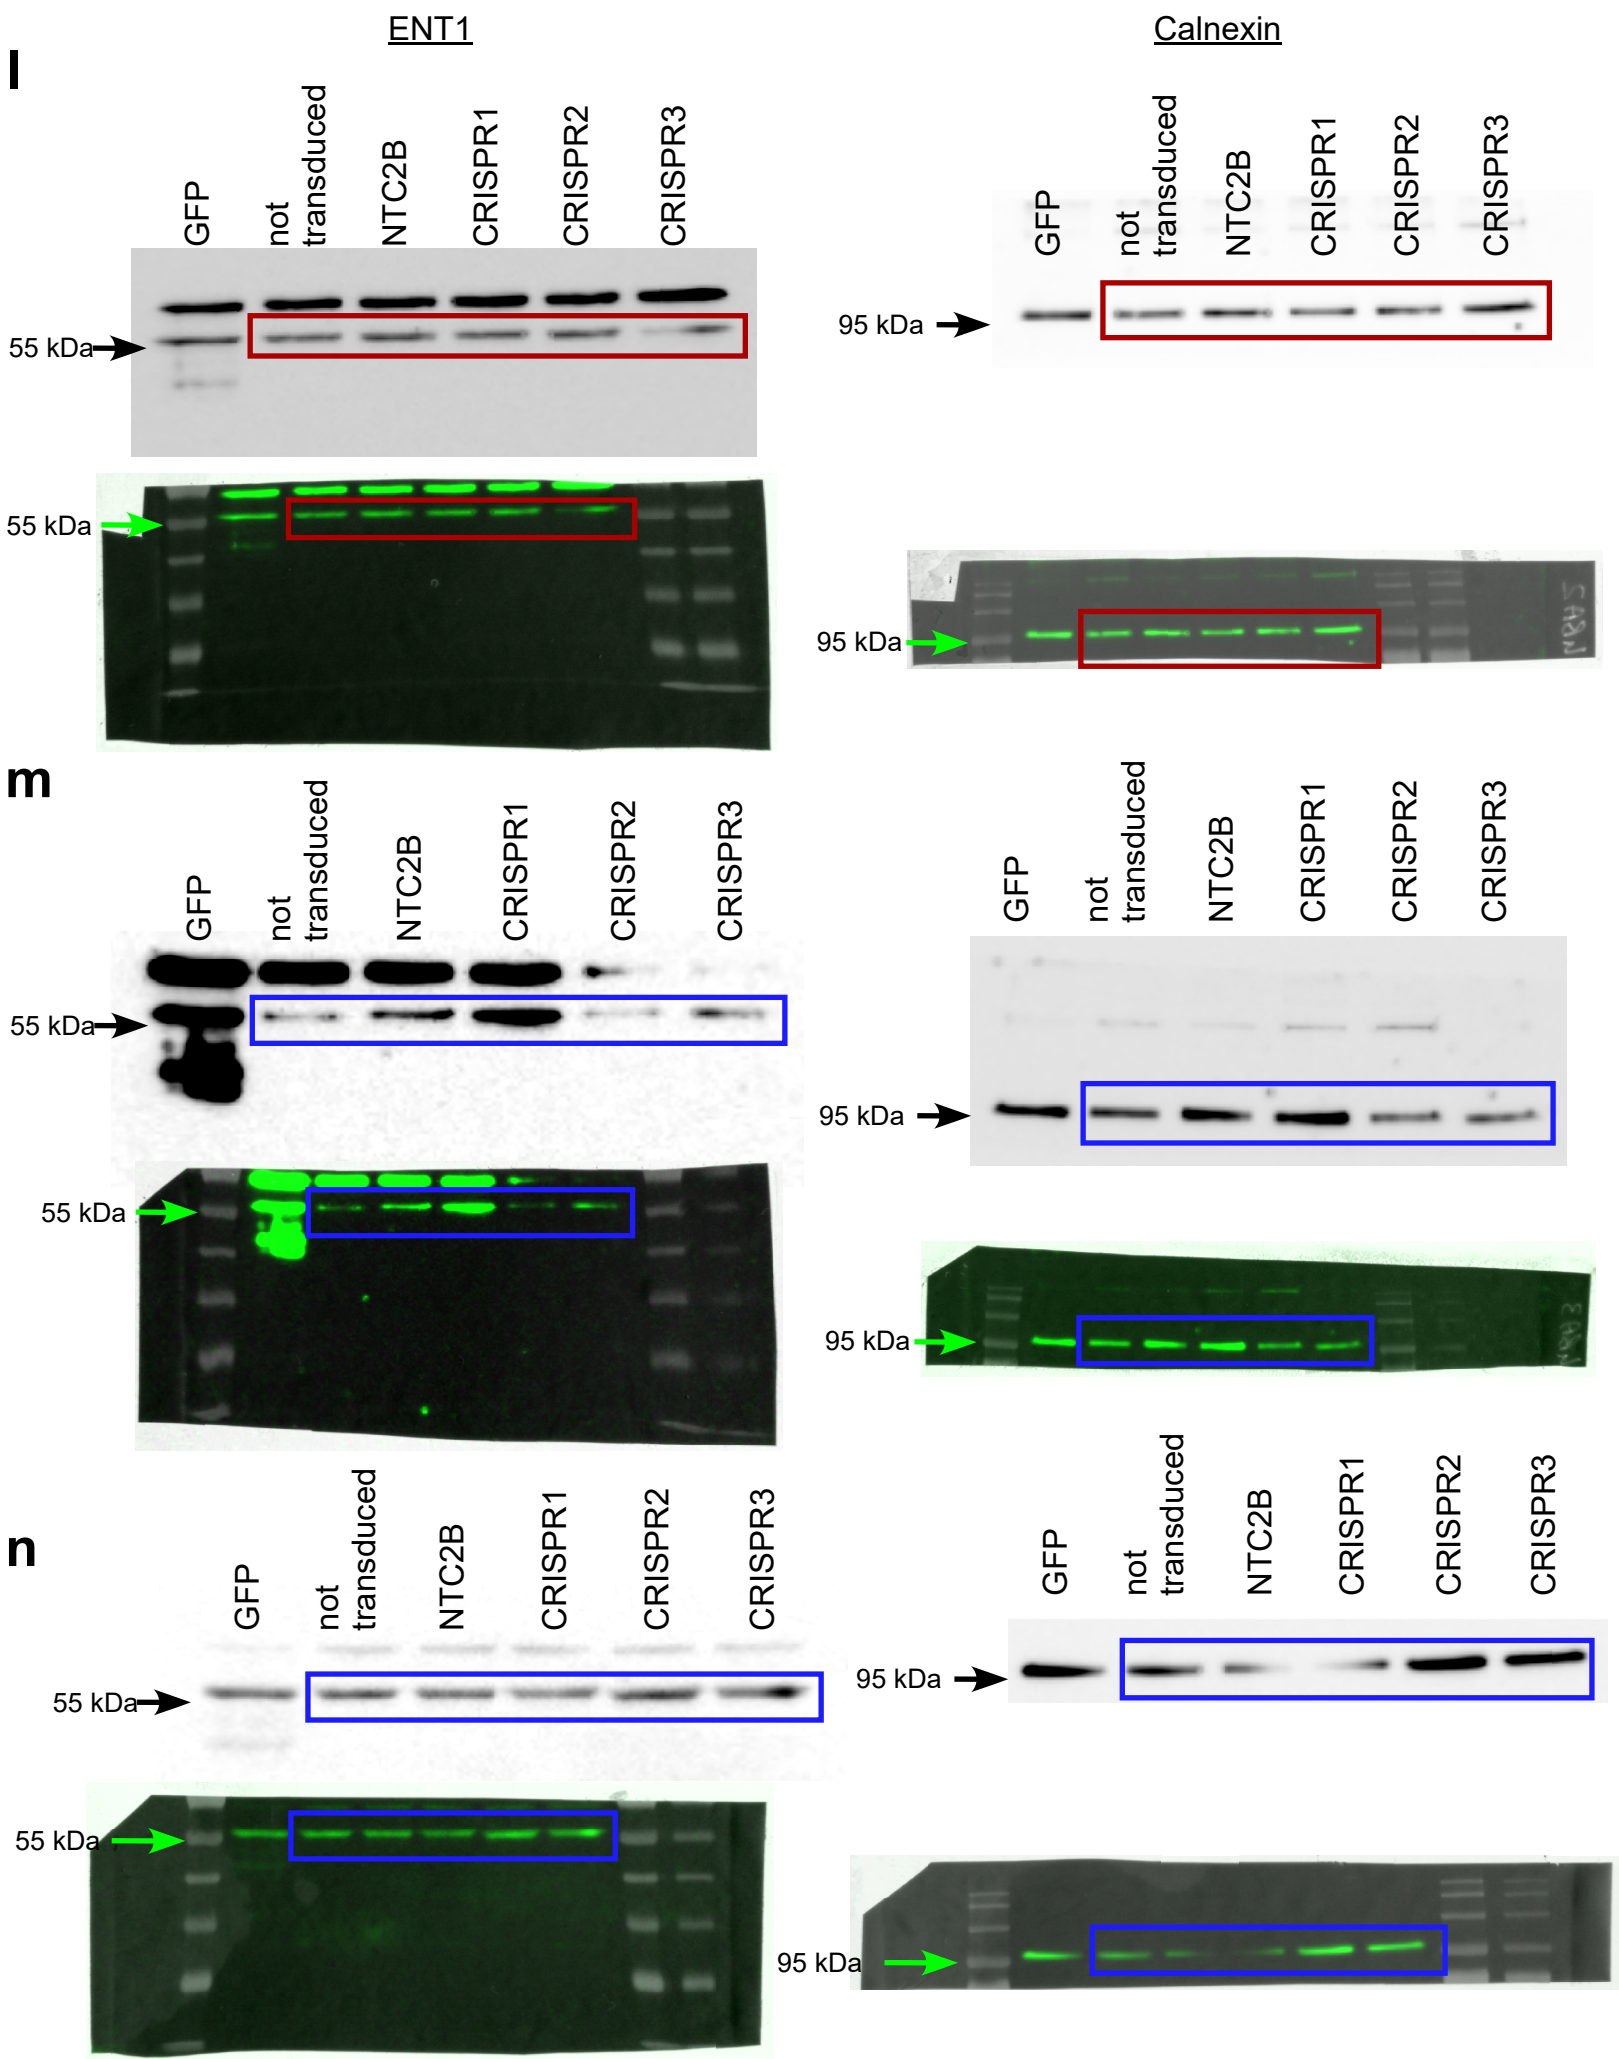 ENT1
Calnexin
l
GFP
not
transduced
NTC2B
CRISPR1
CRISPR2
CRISPR3
GFP
not
transduced
NTC2B
CRISPR1
CRISPR2
CRISPR3
55 kDa
95 kDa
55 kDa
95 kDa
m
GFP
not
transduced
NTC2B
CRISPR1
CRISPR2
CRISPR3
GFP
not
transduced
NTC2B
CRISPR1
CRISPR2
CRISPR3
55 kDa
95 kDa
55 kDa
95 kDa
n
GFP
not
transduced
NTC2B
CRISPR1
CRISPR2
CRISPR3
GFP
not
transduced
NTC2B
CRISPR1
CRISPR2
CRISPR3
55 kDa
95 kDa
55 kDa
95 kDa